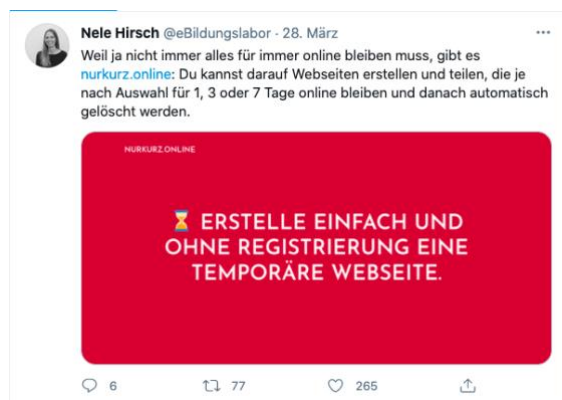 Nele Hirsch @eBildungslabor · 28. März
Weil ja nicht immer alles für immer online bleiben muss, gibt es
nurkurz.online: Du kannst darauf Webseiten erstellen und teilen, die je
nach Auswahl für 1, 3 oder 7 Tage online bleiben und danach automatisch
gelöscht werden.
NURKURZ.ONLINE
⏳ ERSTELLE EINFACH UND
OHNE REGISTRIERUNG EINE
TEMPORÄRE WEBSEITE.
6 77 265